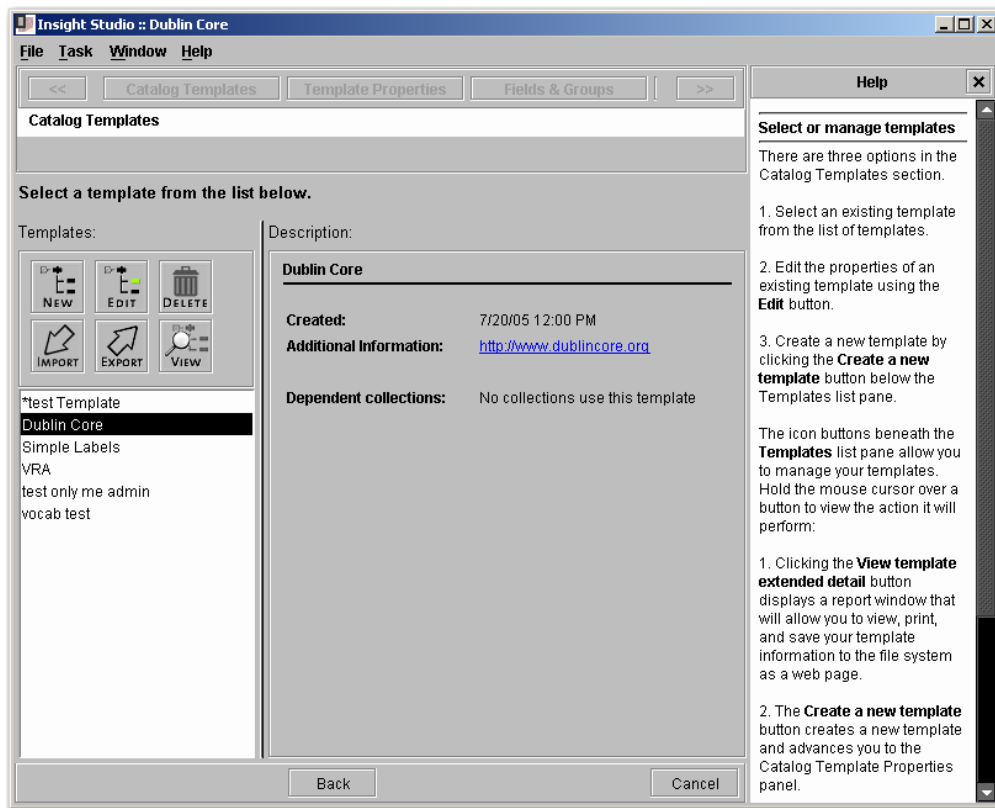 Insight Studio :: Dublin Core
File Task Window Help
<< Catalog Templates Template Properties Fields & Groups >>
Catalog Templates
Select a template from the list below.
Templates:
NEW EDIT DELETE
IMPORT EXPORT VIEW
*test Template
Dublin Core
Simple Labels
VRA
test only me admin
vocab test
Description:
Dublin Core
Created: 7/20/05 12:00 PM
Additional Information: http://www.dublincore.org
Dependent collections: No collections use this template
Back Cancel
Help
Select or manage templates
There are three options in the
Catalog Templates section.
1. Select an existing template
from the list of templates.
2. Edit the properties of an
existing template using the
Edit button.
3. Create a new template by
clicking the Create a new
template button below the
Templates list pane.
The icon buttons beneath the
Templates list pane allow you
to manage your templates.
Hold the mouse cursor over a
button to view the action it will
perform:
1. Clicking the View template
extended detail button
displays a report window that
will allow you to view, print,
and save your template
information to the file system
as a web page.
2. The Create a new template
button creates a new template
and advances you to the
Catalog Template Properties
panel.